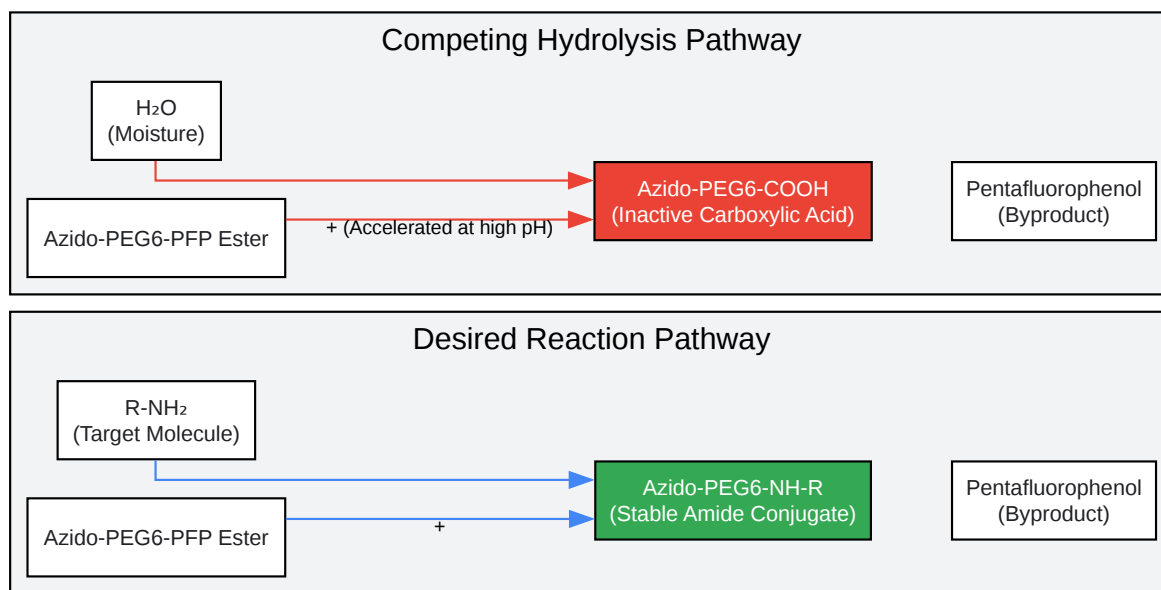 Competing Hydrolysis Pathway
H₂O
(Moisture)
Azido-PEG6-PFP Ester
+ (Accelerated at high pH)
Azido-PEG6-COOH
(Inactive Carboxylic Acid)
Pentafluorophenol
(Byproduct)
Desired Reaction Pathway
R-NH₂
(Target Molecule)
Azido-PEG6-PFP Ester
+
Azido-PEG6-NH-R
(Stable Amide Conjugate)
Pentafluorophenol
(Byproduct)